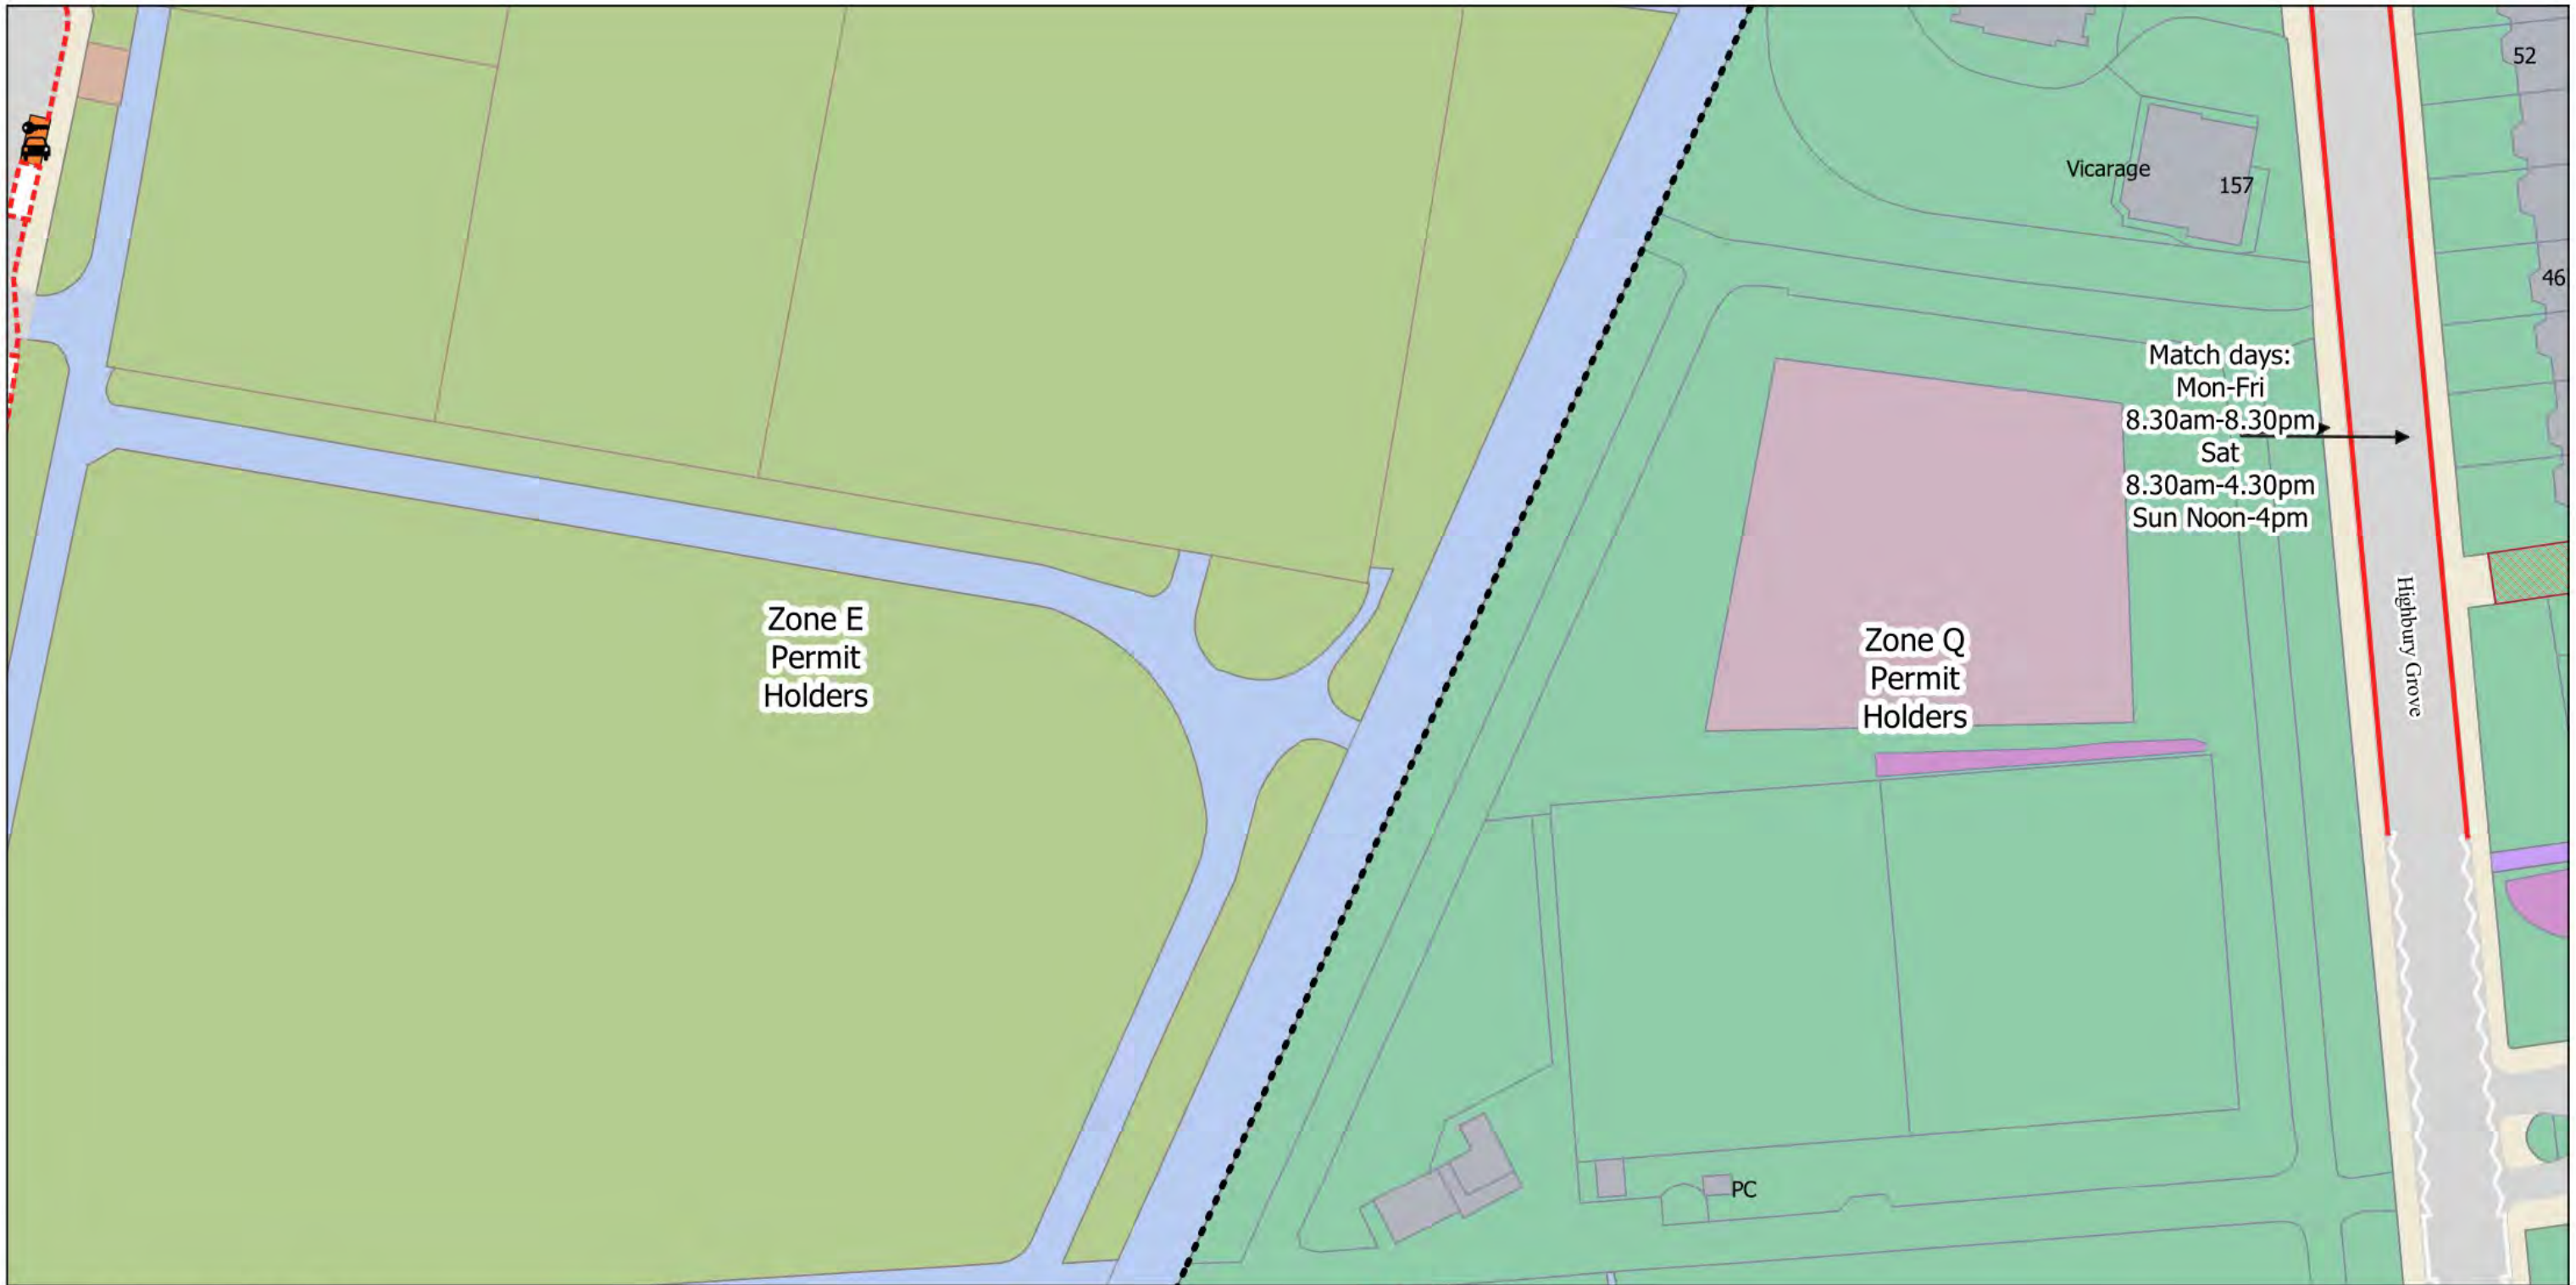 52
Vicarage
157
46
Match days:
Mon-Fri
8.30am-8.30pm
Sat
8.30am-4.30pm
Sun Noon-4pm
Highbury Grove
Zone E
Permit
Holders
Zone Q
Permit
Holders
PC